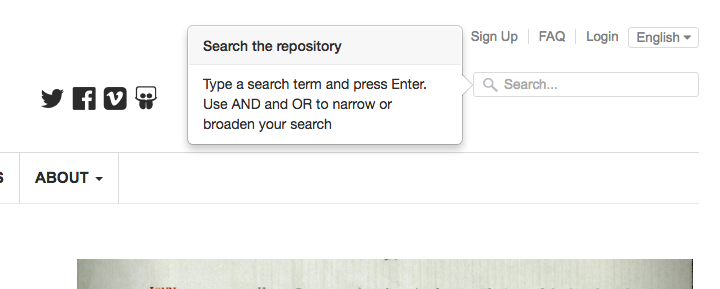 Sign Up
FAQ
Login
English
Search the repository
Type a search term and press Enter.
Use AND and OR to narrow or
broaden your search
Search...
S
ABOUT